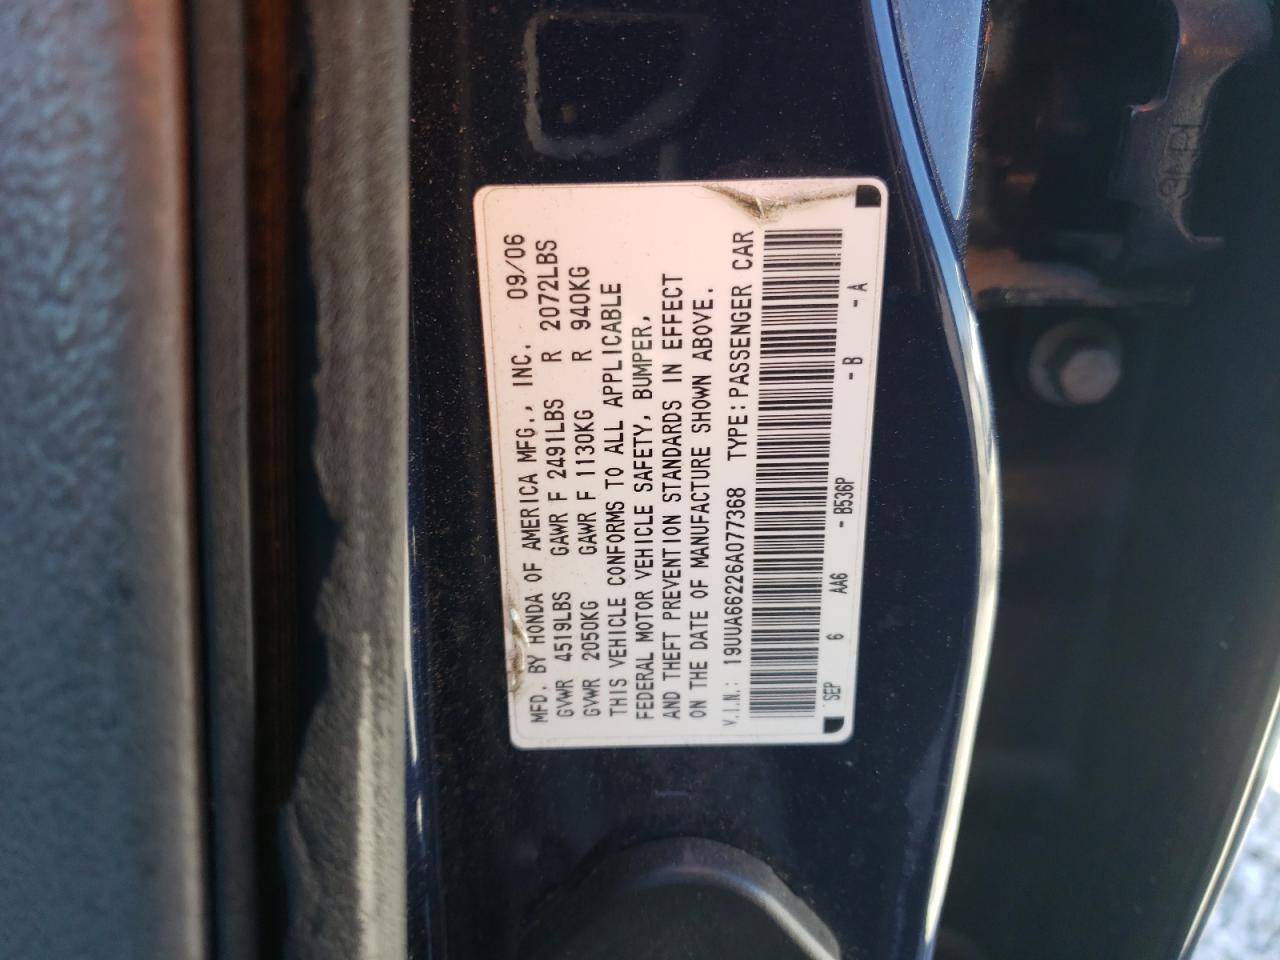 MFD. BY HONDA OF AMERICA MFG., INC. 09/06
GVWR 4519LBS GAWR F 2491LBS R 2072LBS
GVWR 2050KG GAWR F 1130KG R 940KG
THIS VEHICLE CONFORMS TO ALL APPLICABLE
FEDERAL MOTOR VEHICLE SAFETY, BUMPER,
AND THEFT PREVENTION STANDARDS IN EFFECT
ON THE DATE OF MANUFACTURE SHOWN ABOVE.
V.I.N.: 19UUA66226A077368 TYPE:PASSENGER CAR
SEP 6 AA6 - B536P - B - A